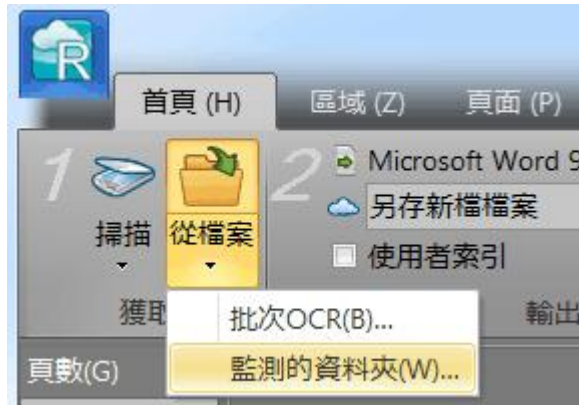 R
首頁 (H) 區域 (Z) 頁面 (P)
1 2 Microsoft Word 9
掃描 從檔案 另存新檔檔案
使用者索引
輸出
批次OCR(B)...
頁數(G) 監測的資料夾(W)...